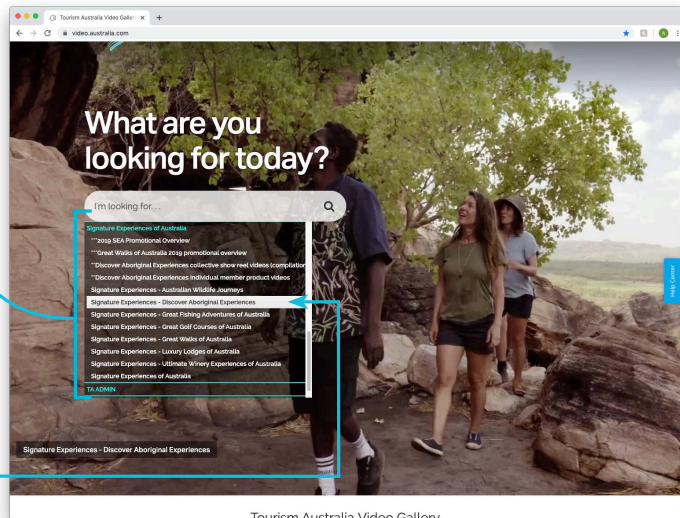 Tourism Australia Video Gallery
video.australia.com
What are you
looking for today?
I'm looking for...
Signature Experiences of Australia
***2019 SEA Promotional Overview
***Great Walks of Australia 2019 promotional overview
**Discover Aboriginal Experiences collective show reel videos (compilation
**Discover Aboriginal Experiences individual member product videos
Signature Experiences - Australian Wildlife Journeys
Signature Experiences - Discover Aboriginal Experiences
Signature Experiences - Great Fishing Adventures of Australia
Signature Experiences - Great Golf Courses of Australia
Signature Experiences - Great Walks of Australia
Signature Experiences - Luxury Lodges of Australia
Signature Experiences - Ultimate Winery Experiences of Australia
Signature Experiences of Australia
TA ADMIN
Help Center
Signature Experiences - Discover Aboriginal Experiences
Tourism Australia Video Gallery